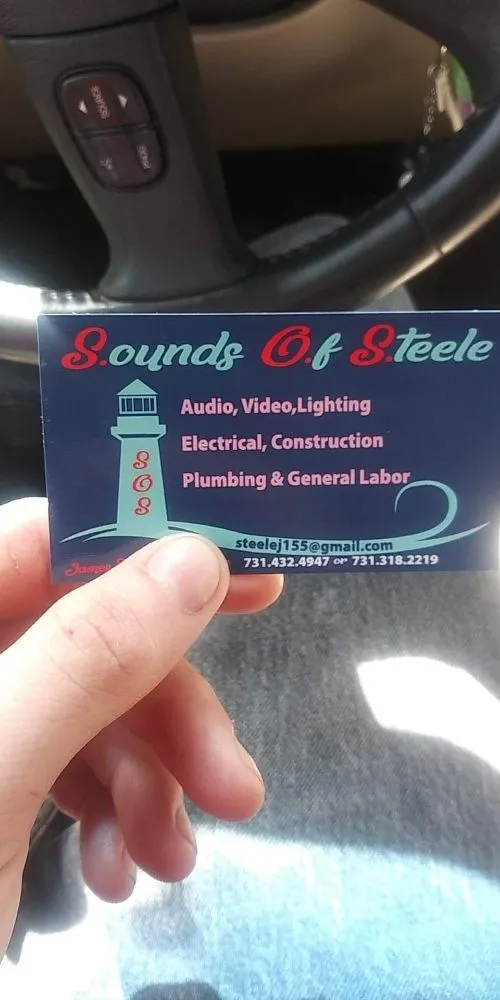 S.ounds O.f S.teele
Audio, Video,Lighting
Electrical, Construction
Plumbing & General Labor
S
O
S
steelej155@gmail.com
James
731.432.4947 or 731.318.2219